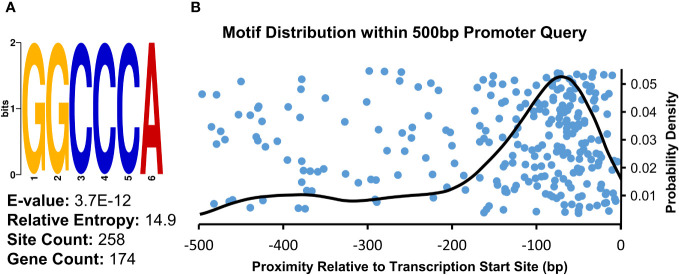 A
2
bits
1
0
GGCCCA
1 2 3 4 5 6
E-value: 3.7E-12
Relative Entropy: 14.9
Site Count: 258
Gene Count: 174
B
Motif Distribution within 500bp Promoter Query
0.05
0.04
0.03
0.02
0.01
Probability Density
-500 -400 -300 -200 -100 0
Proximity Relative to Transcription Start Site (bp)